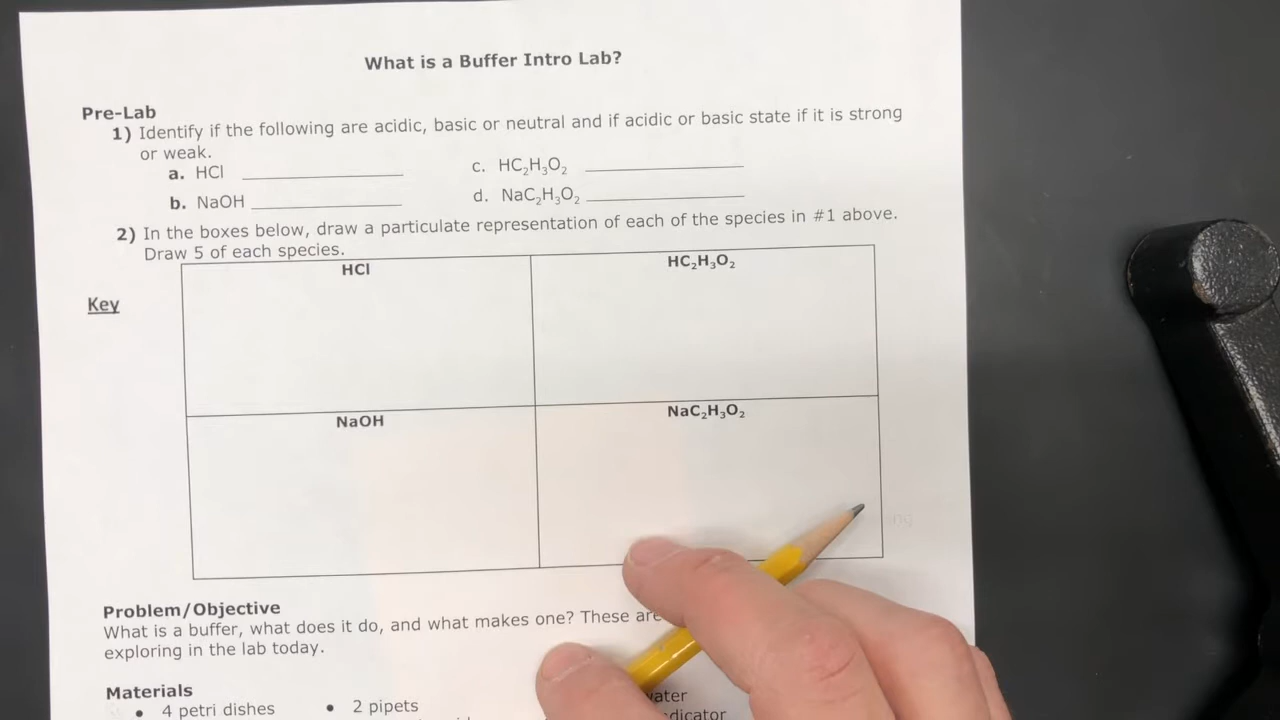 What is a Buffer Intro Lab?
Pre-Lab
1) Identify if the following are acidic, basic or neutral and if acidic or basic state if it is strong
or weak.
a. HCl ____________ c. HC₂H₃O₂ ____________
b. NaOH ____________ d. NaC₂H₃O₂ ____________
2) In the boxes below, draw a particulate representation of each of the species in #1 above.
Draw 5 of each species.
HCl HC₂H₃O₂
Key
NaOH NaC₂H₃O₂
Problem/Objective
What is a buffer, what does it do, and what makes one? These are
exploring in the lab today.
Materials
• 4 petri dishes • 2 pipets